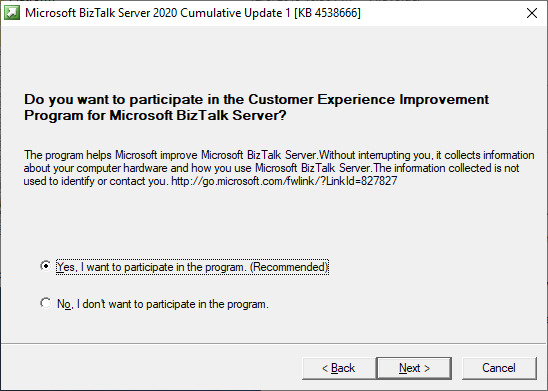 Microsoft BizTalk Server 2020 Cumulative Update 1 [KB 4538666]
Do you want to participate in the Customer Experience Improvement
Program for Microsoft BizTalk Server?
The program helps Microsoft improve BizTalk Server.Without interrupting you, it collects information
about your computer hardware and how you use Microsoft BizTalk Server.The information collected is not
used to identify or contact you. http://go.microsoft.com/fwlink/?LinkId=827827
Yes, I want to participate in the program. (Recommended)
No, I don't want to participate in the program.
< Back
Next >
Cancel